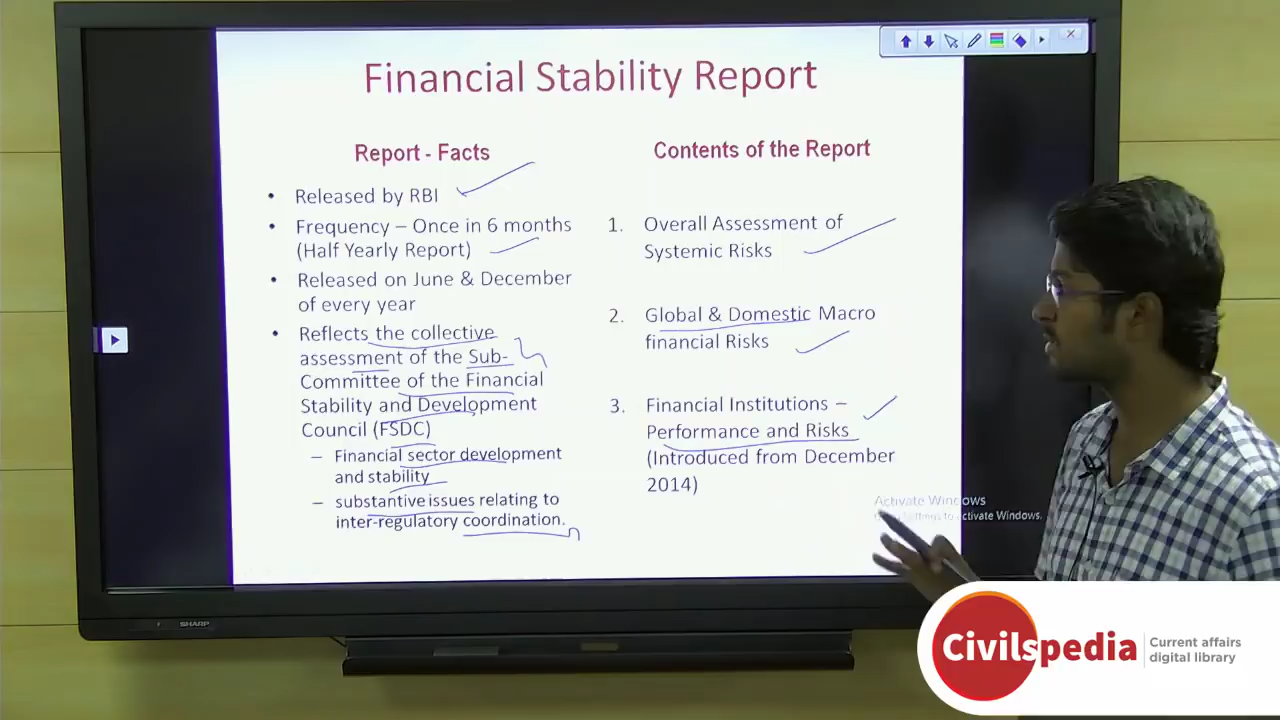 Financial Stability Report
Report - Facts
• Released by RBI
• Frequency – Once in 6 months
(Half Yearly Report)
• Released on June & December
of every year
• Reflects the collective
assessment of the Sub-
Committee of the Financial
Stability and Development
Council (FSDC)
– Financial sector development
and stability
– substantive issues relating to
inter-regulatory coordination.
Contents of the Report
1. Overall Assessment of
Systemic Risks
2. Global & Domestic Macro
financial Risks
3. Financial Institutions –
Performance and Risks
(Introduced from December
2014)
Activate Windows
to activate Windows.
SHARP
Civilspedia
Current affairs
digital library